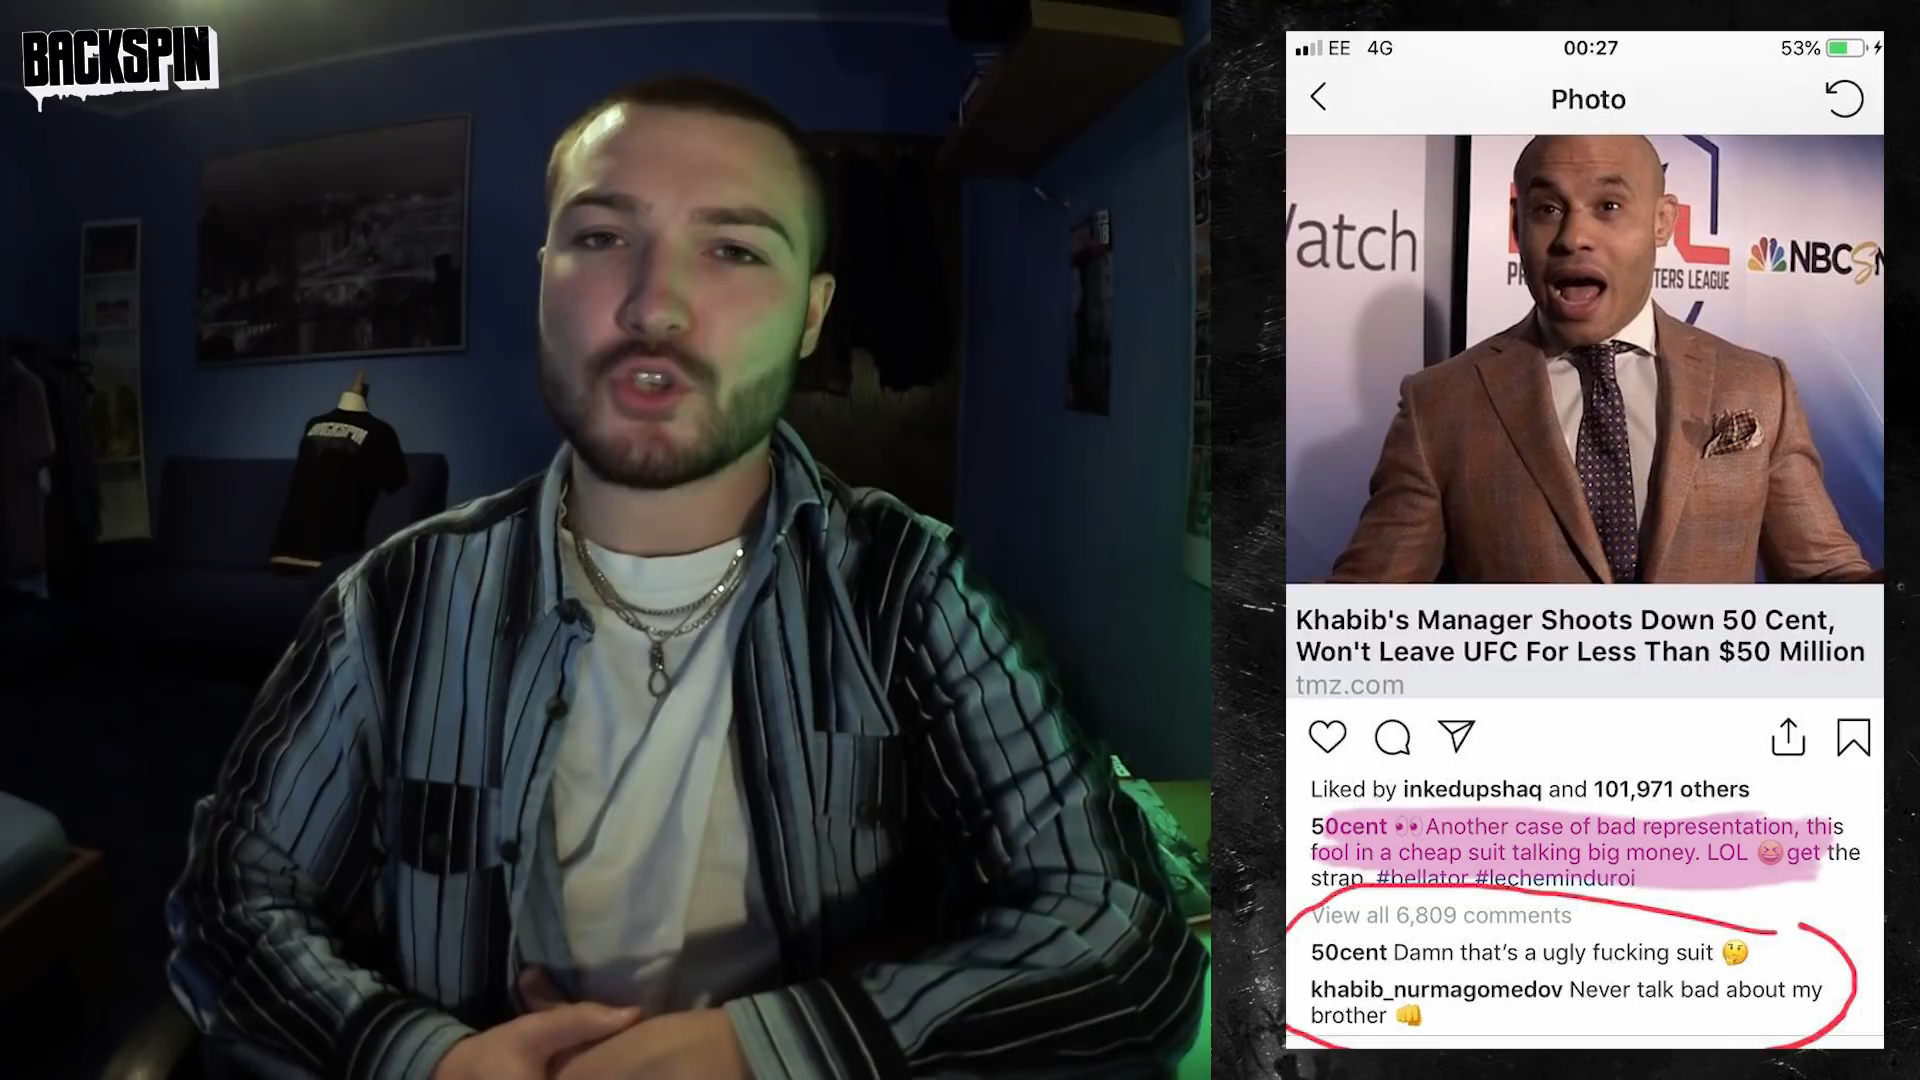 BACKSPIN
BACKSPIN
EE 4G 00:27 53%
Photo
atch
NBCS
TERS LEAGUE
Khabib's Manager Shoots Down 50 Cent,
Won't Leave UFC For Less Than $50 Million
tmz.com
Liked by inkedupshaq and 101,971 others
50cent 👀Another case of bad representation, this
fool in a cheap suit talking big money. LOL 😆get the
strap. #bellator #lecheminduroi
View all 6,809 comments
50cent Damn that's a ugly fucking suit 🤔
khabib_nurmagomedov Never talk bad about my
brother 👊